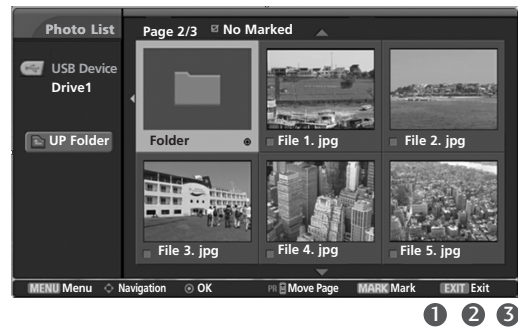 Photo List
Page 2/3 No Marked
USB Device
Drive1
UP Folder
Folder
File 1. jpg
File 2. jpg
File 3. jpg
File 4. jpg
File 5. jpg
MENU Menu Navigation OK PR Move Page MARK Mark EXIT Exit
1 2 3